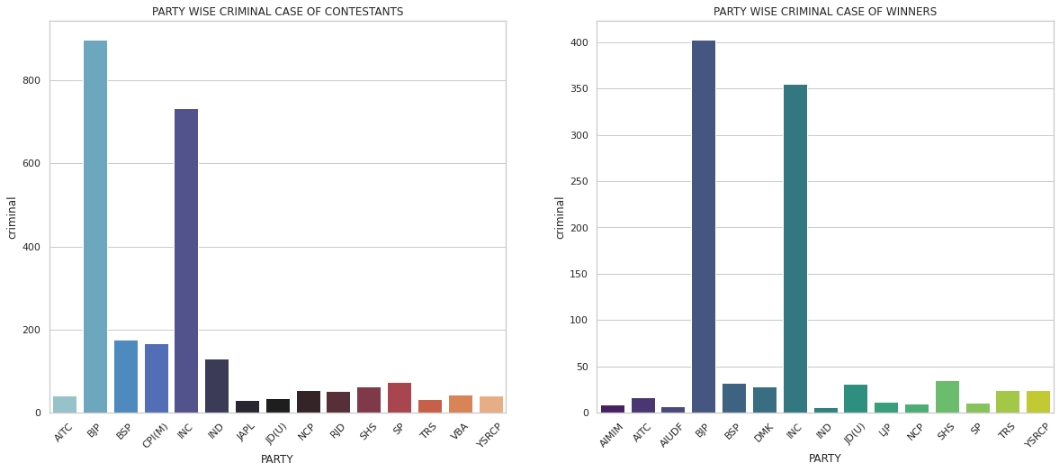 PARTY WISE CRIMINAL CASE OF CONTESTANTS
criminal
800
600
400
200
0
AITC
BJP
BSP
CPI(M)
INC
IND
JAPL
JD(U)
NCP
RJD
SHS
SP
TRS
VBA
YSRCP
PARTY
PARTY WISE CRIMINAL CASE OF WINNERS
criminal
400
350
300
250
200
150
100
50
0
AIMIM
AITC
AIUDF
BJP
BSP
DMK
INC
IND
JD(U)
LJP
NCP
SHS
SP
TRS
YSRCP
PARTY